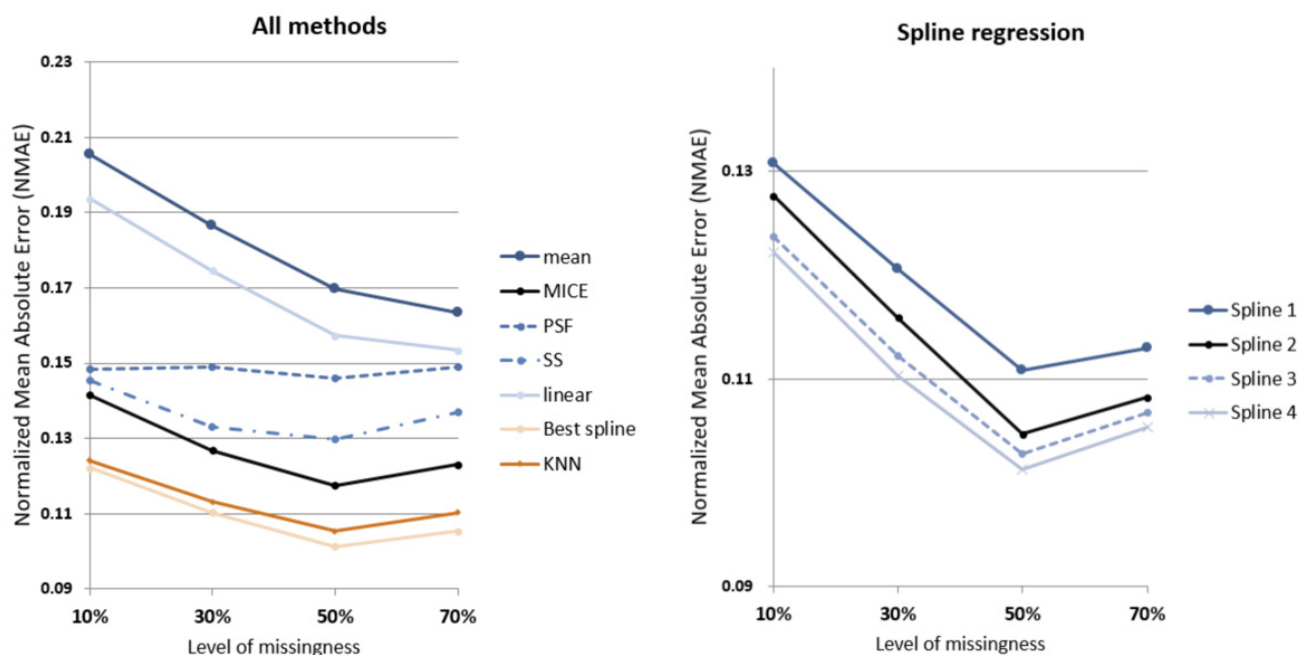 All methods
Normalized Mean Absolute Error (NMAE)
0.23
0.21
0.19
0.17
0.15
0.13
0.11
0.09
10%
30%
50%
70%
Level of missingness
mean
MICE
PSF
SS
linear
Best spline
KNN
Spline regression
Normalized Mean Absolute Error (NMAE)
0.13
0.11
0.09
10%
30%
50%
70%
Level of missingness
Spline 1
Spline 2
Spline 3
Spline 4